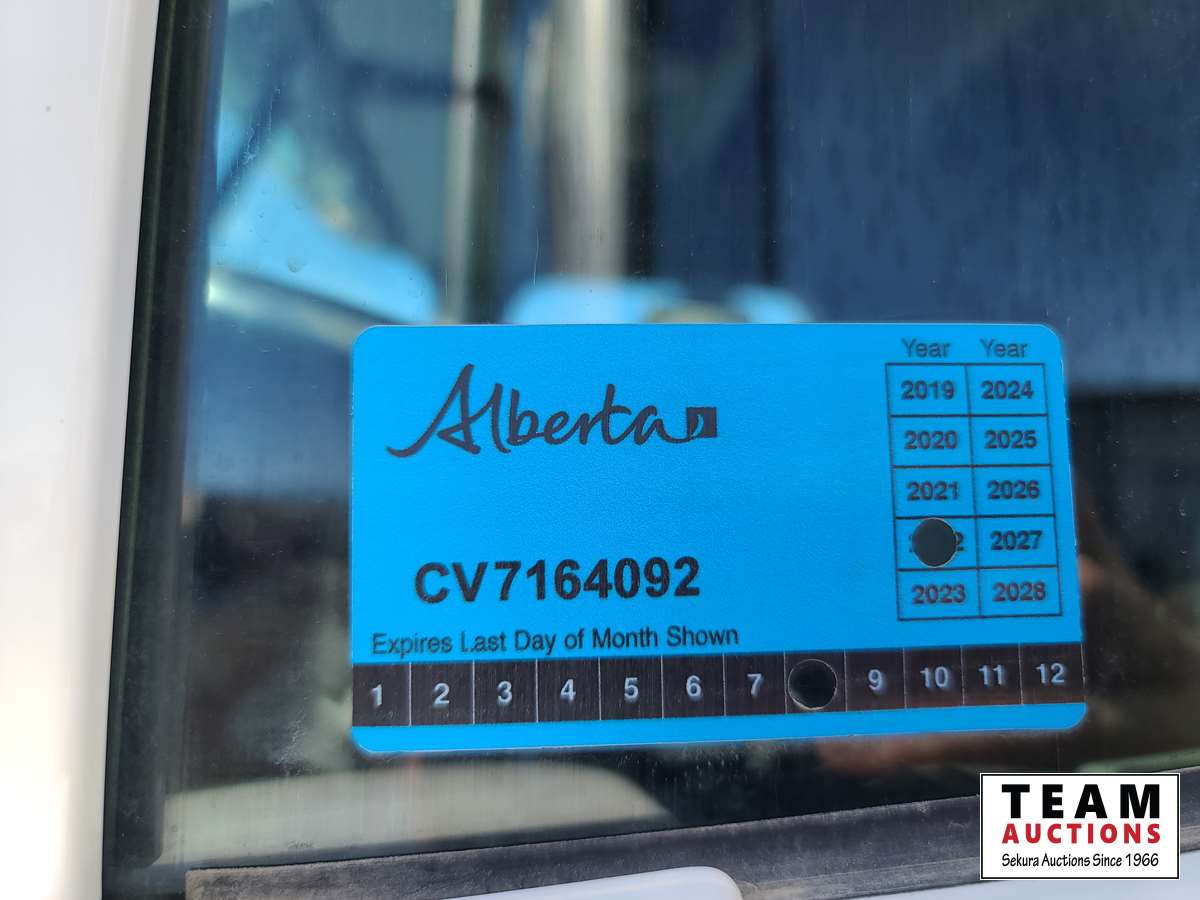 Alberta
Year Year
2019 2024
2020 2025
2021 2026
2027
2023 2028
CV7164092
Expires Last Day of Month Shown
1 2 3 4 5 6 7 9 10 11 12
TEAM
AUCTIONS
Sekura Auctions Since 1966